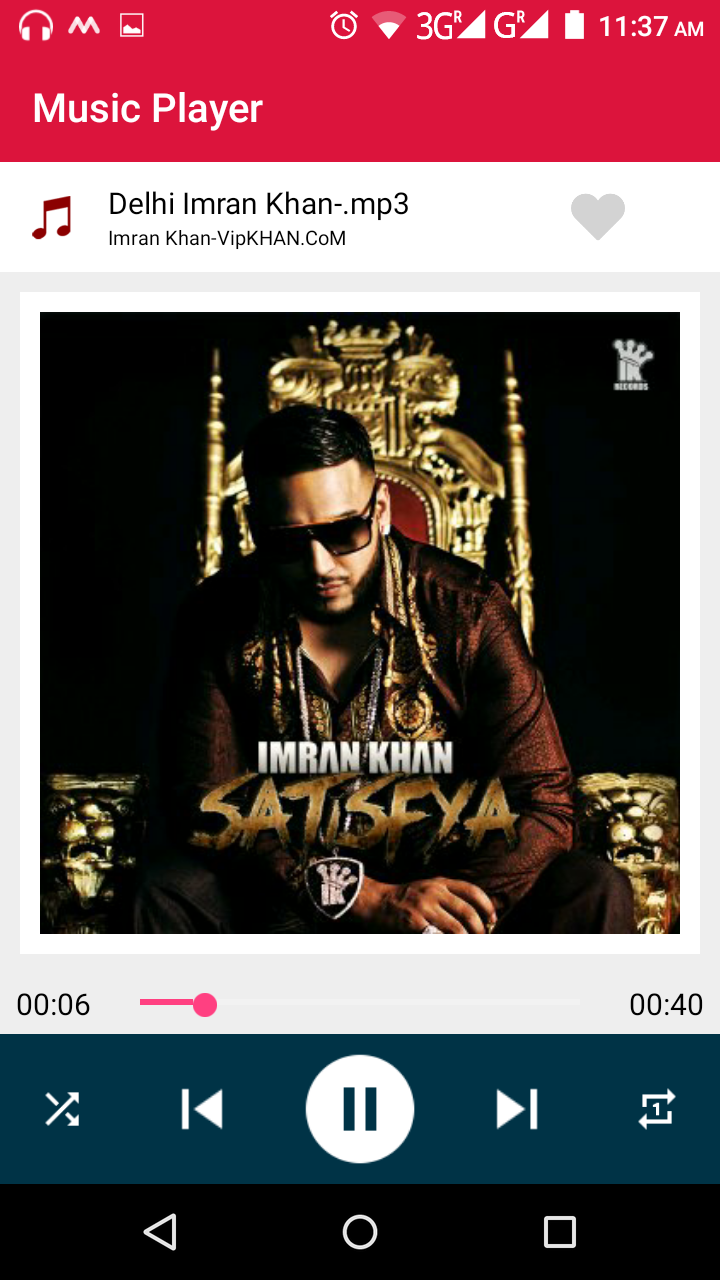 3G R G R 11:37 AM
Music Player
Delhi Imran Khan-.mp3
Imran Khan-VipKHAN.CoM
IK
RECORDS
IMRAN KHAN
SATISFYA
IK
00:06 00:40
1